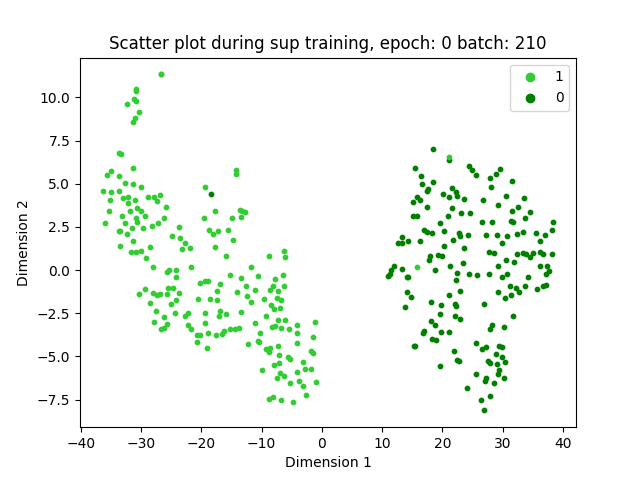 Scatter plot during sup training, epoch: 0 batch: 210
1
0
10.0
7.5
5.0
2.5
0.0
−2.5
−5.0
−7.5
Dimension 2
−40 −30 −20 −10 0 10 20 30 40
Dimension 1